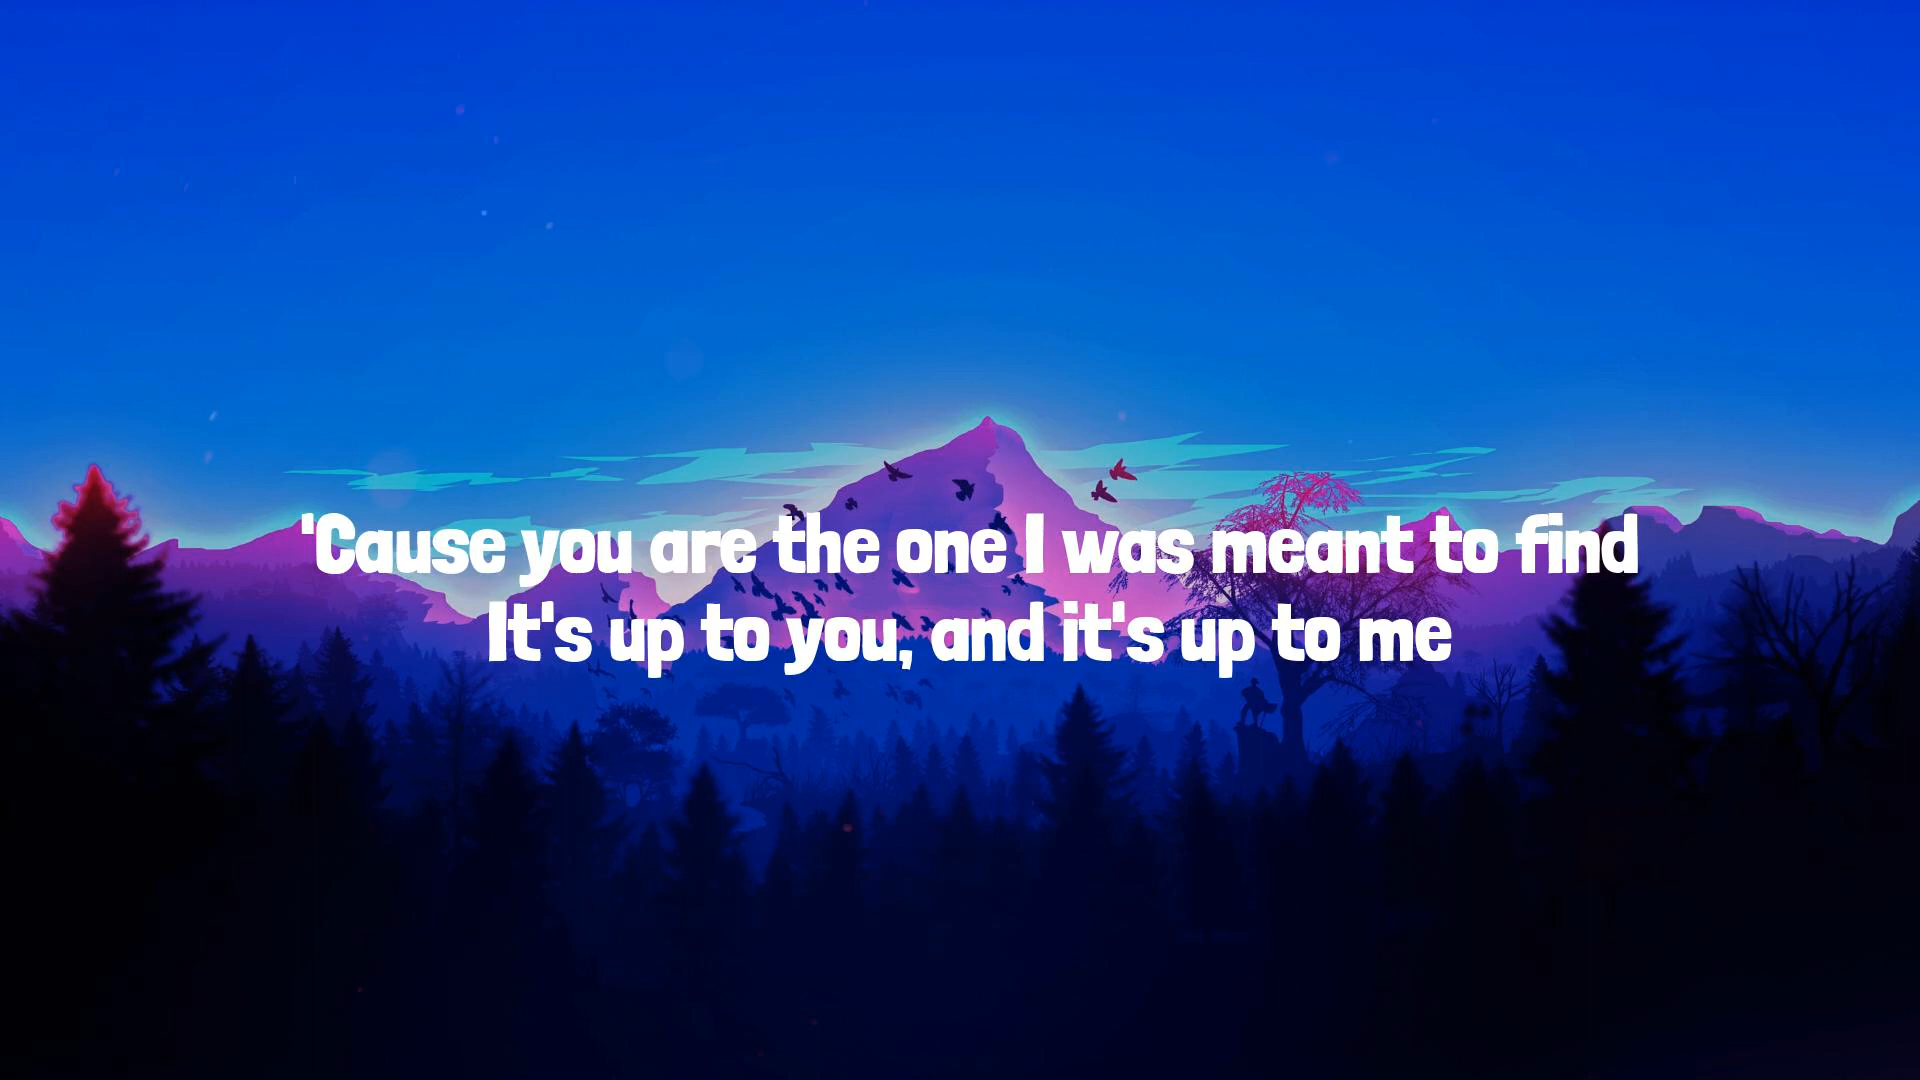 'Cause you are the one I was meant to find
It's up to you, and it's up to me